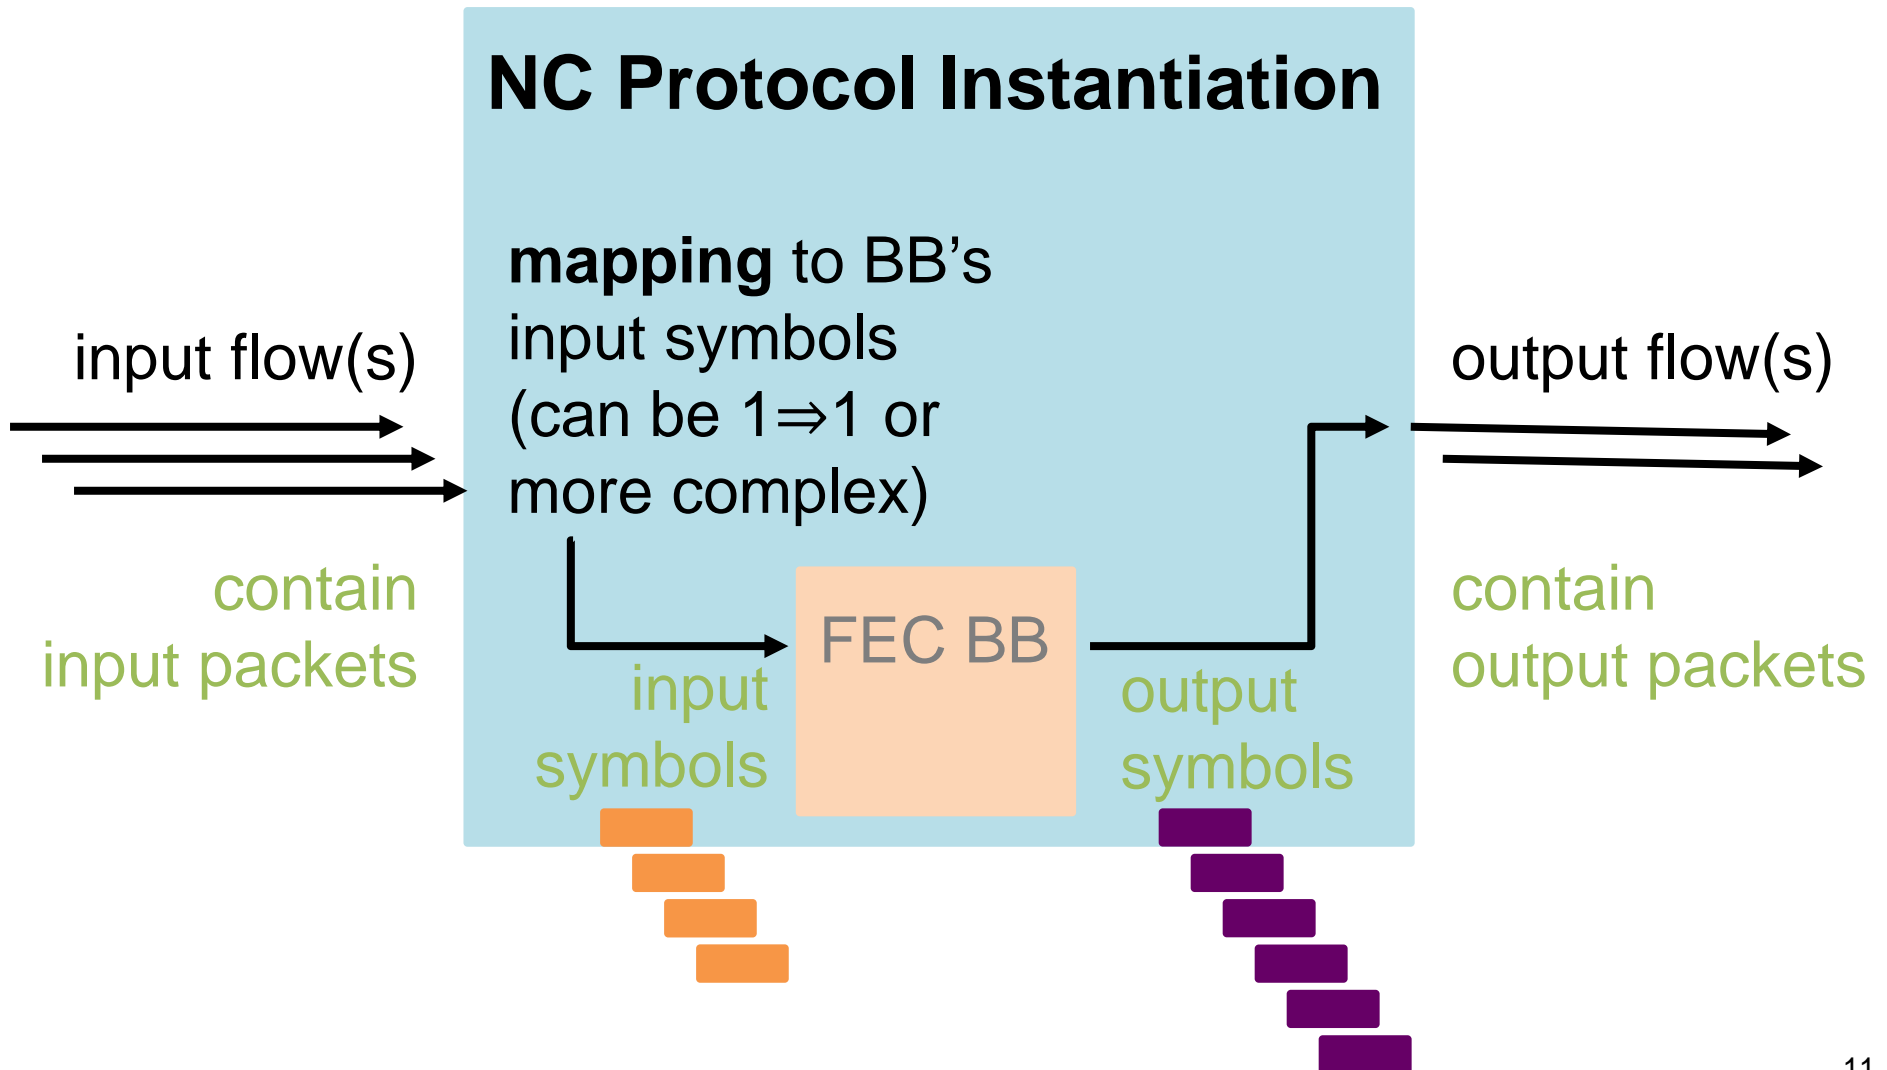 NC Protocol Instantiation
mapping to BB’s
input symbols
(can be 1⇒1 or
more complex)
input flow(s)
contain
input packets
FEC BB
input
symbols
output
symbols
output flow(s)
contain
output packets
11